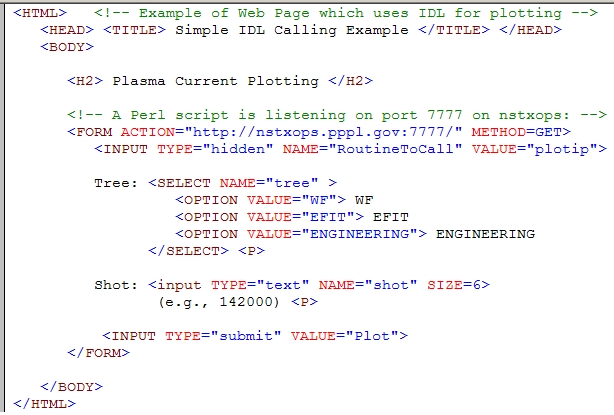 <HTML>   <!-- Example of Web Page which uses IDL for plotting -->
   <HEAD> <TITLE> Simple IDL Calling Example </TITLE> </HEAD>
   <BODY>

      <H2> Plasma Current Plotting </H2>

      <!-- A Perl script is listening on port 7777 on nstxops: -->
      <FORM ACTION="http://nstxops.pppl.gov:7777/" METHOD=GET>
         <INPUT TYPE="hidden" NAME="RoutineToCall" VALUE="plotip">

         Tree: <SELECT NAME="tree" >
                  <OPTION VALUE="WF"> WF
                  <OPTION VALUE="EFIT"> EFIT
                  <OPTION VALUE="ENGINEERING"> ENGINEERING
               </SELECT> <P>

         Shot: <input TYPE="text" NAME="shot" SIZE=6>
                (e.g., 142000) <P>

          <INPUT TYPE="submit" VALUE="Plot">
      </FORM>

   </BODY>
</HTML>